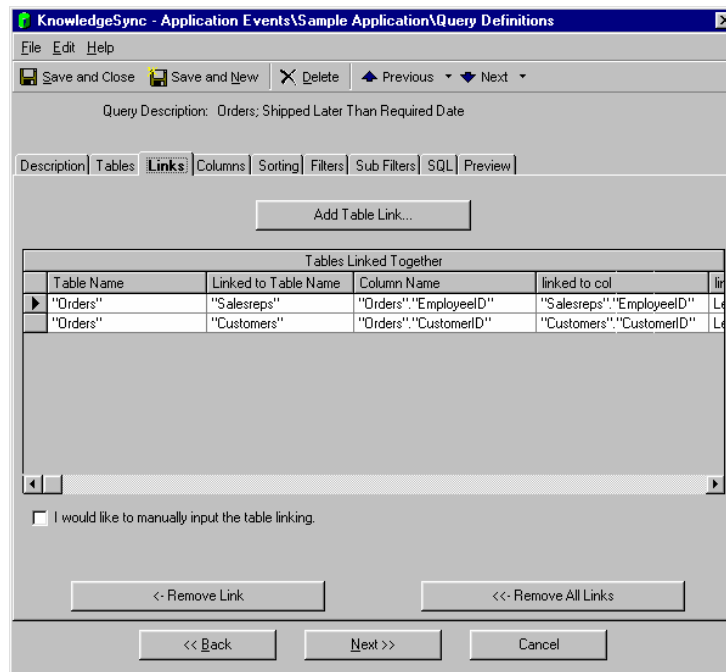 KnowledgeSync - Application Events\Sample Application\Query Definitions
File Edit Help
Save and Close Save and New Delete Previous Next
Query Description: Orders; Shipped Later Than Required Date
Description Tables Links Columns Sorting Filters Sub Filters SQL Preview
Add Table Link...
Tables Linked Together
Table Name Linked to Table Name Column Name linked to col
"Orders" "Salesreps" "Orders"."EmployeeID" "Salesreps"."EmployeeID" Le
"Orders" "Customers" "Orders"."CustomerID" "Customers"."CustomerID" Le
I would like to manually input the table linking.
<- Remove Link <<- Remove All Links
<< Back Next >> Cancel